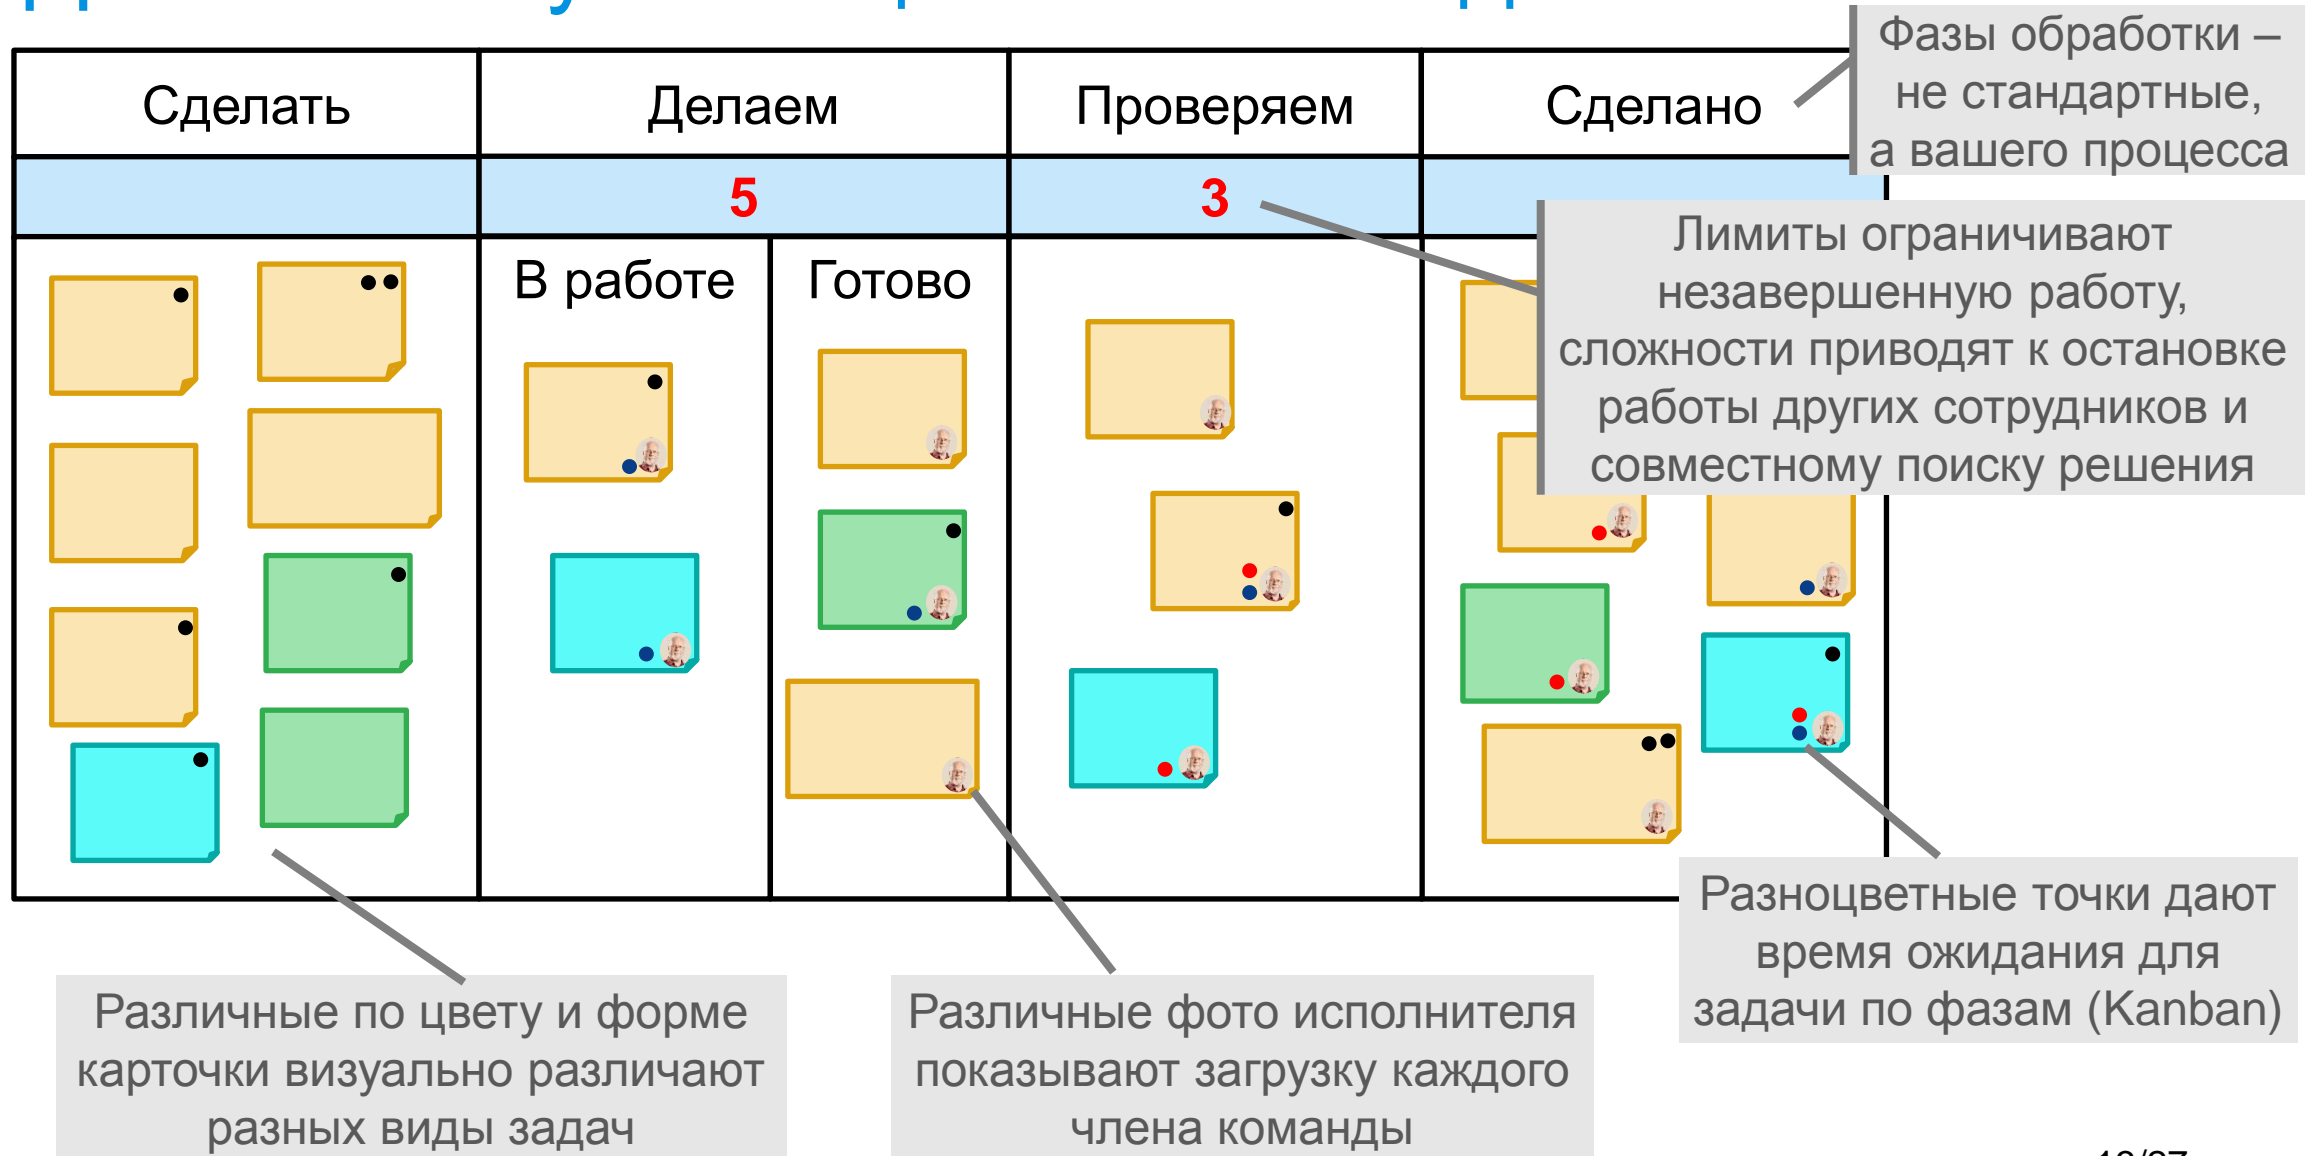 Фазы обработки –
не стандартные,
а вашего процесса
Сделать
Делаем
Проверяем
Сделано
5
3
Лимиты ограничивают
незавершенную работу,
сложности приводят к остановке
работы других сотрудников и
совместному поиску решения
В работе
Готово
Разноцветные точки дают
время ожидания для
задачи по фазам (Kanban)
Различные по цвету и форме
карточки визуально различают
разных виды задач
Различные фото исполнителя
показывают загрузку каждого
члена команды